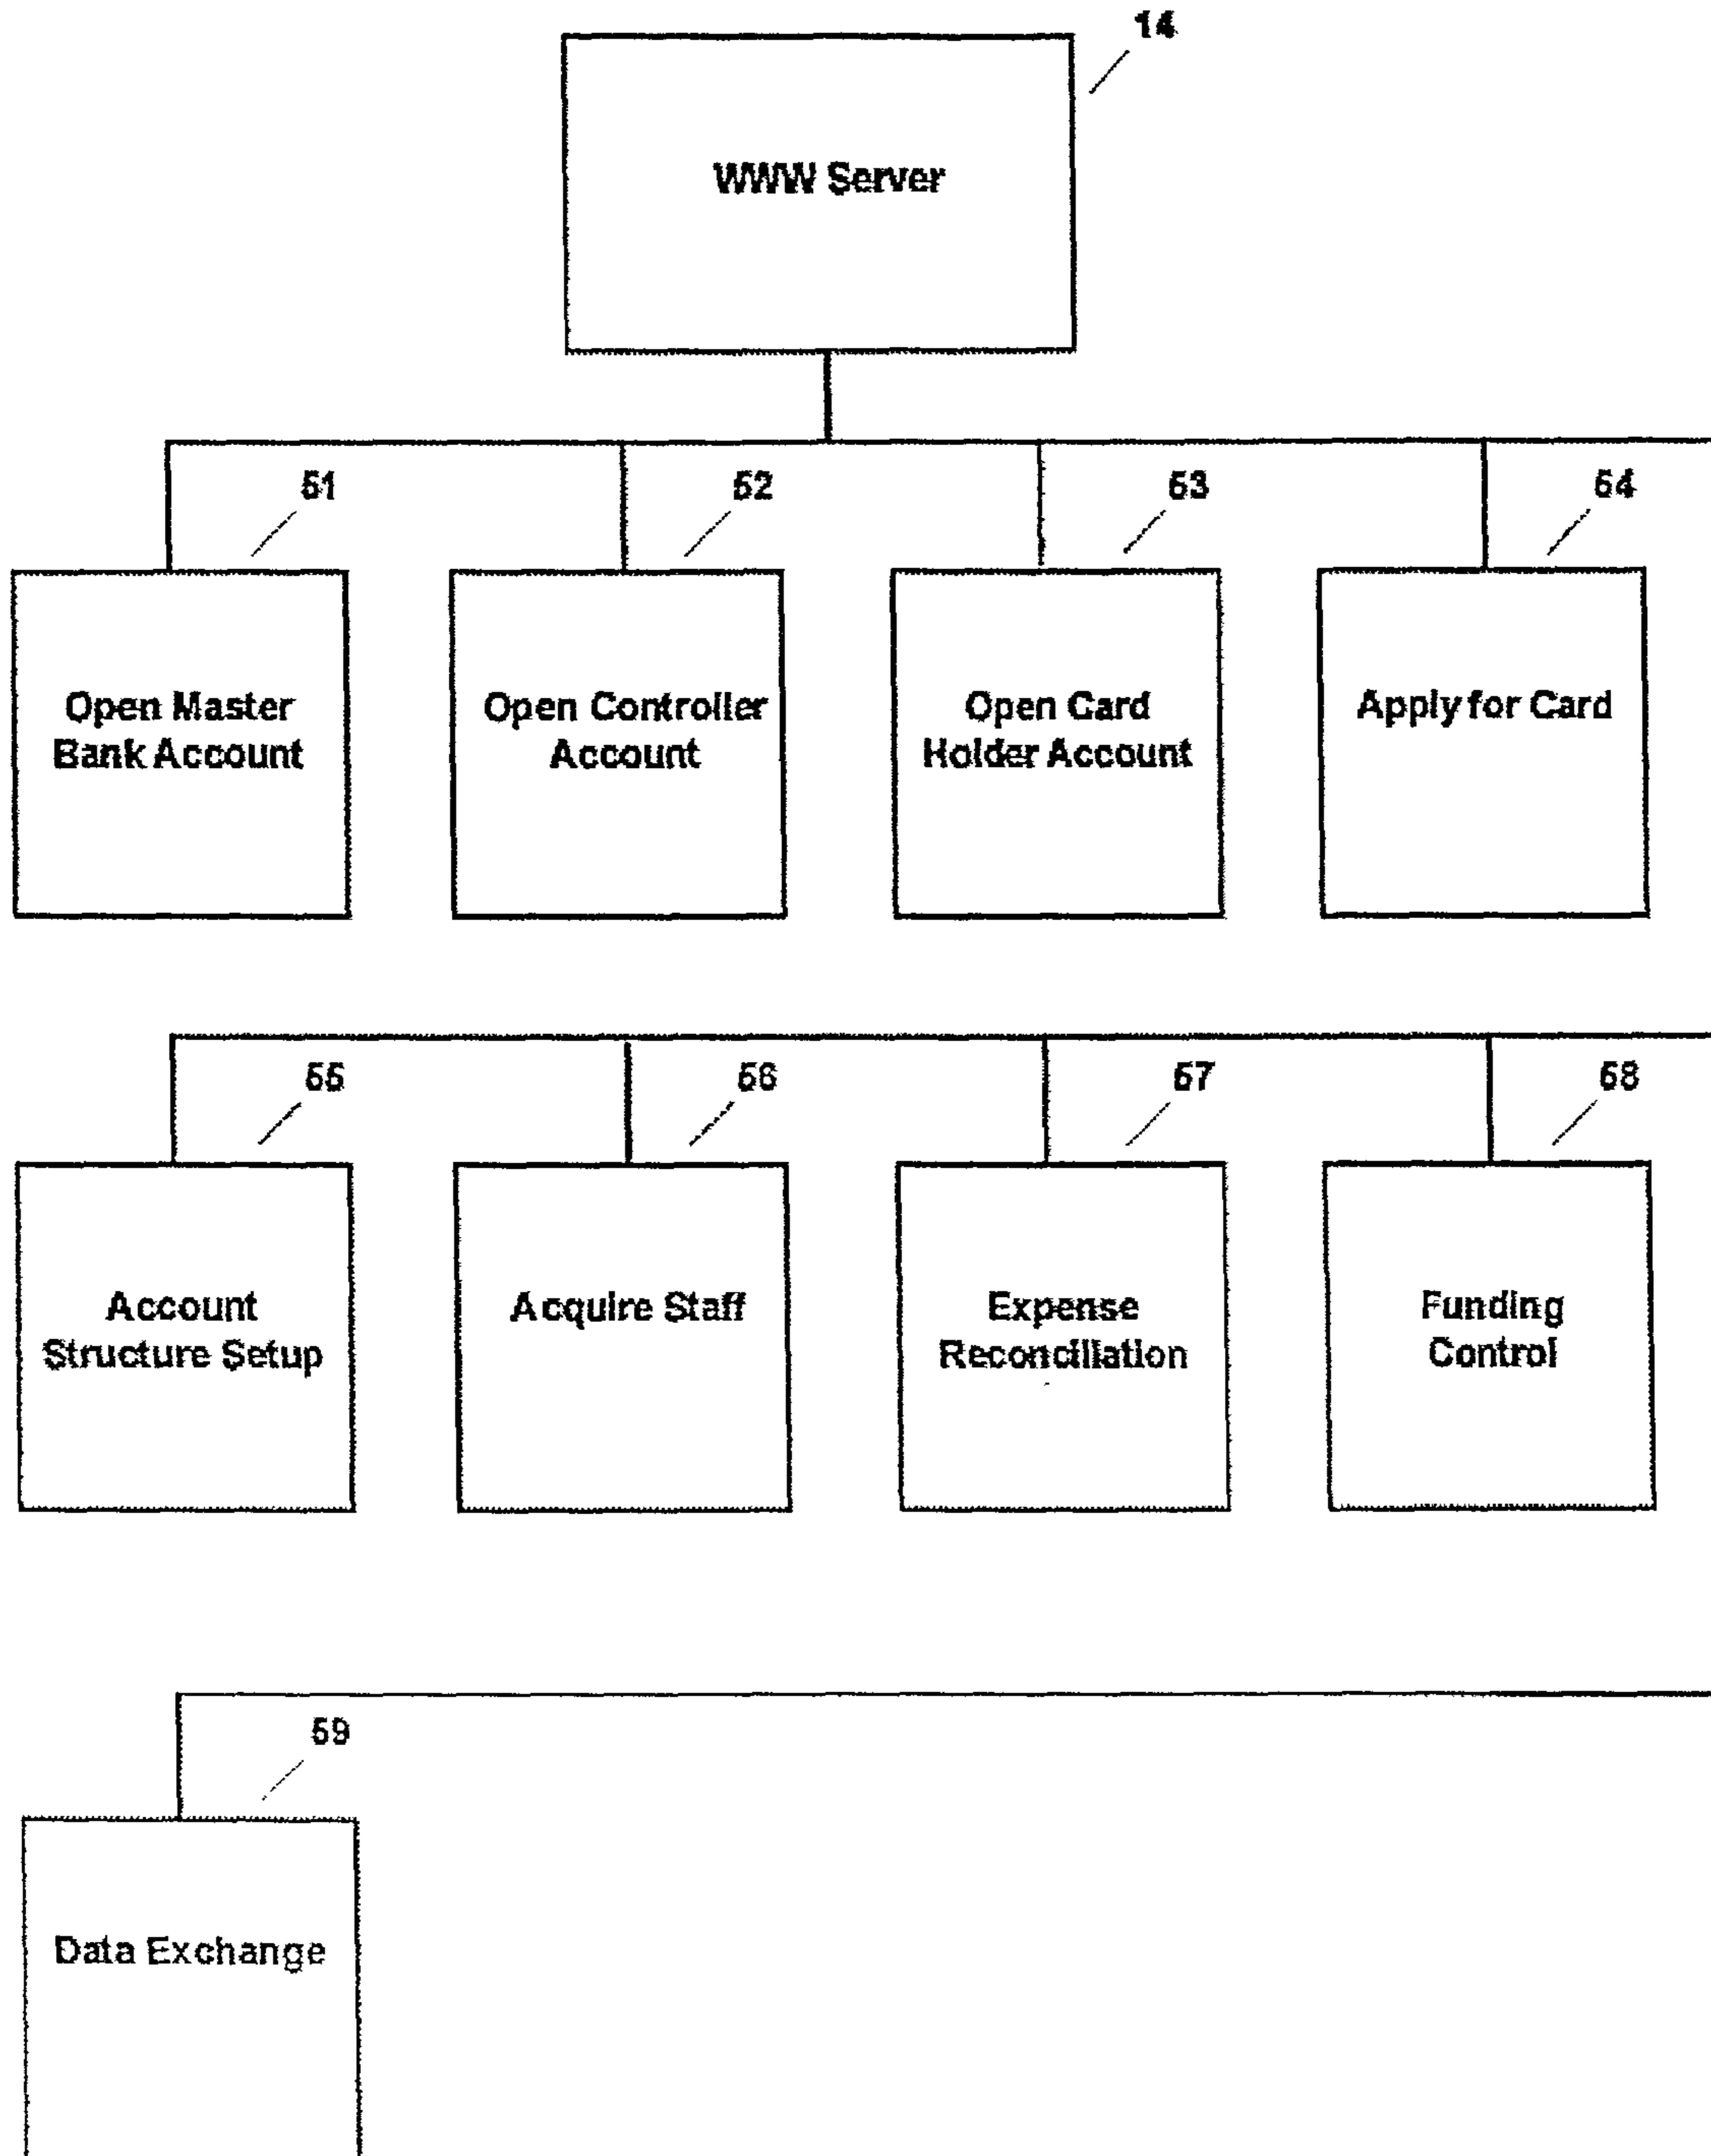 14
WWW Server
51
52
53
54
Open Master
Bank Account
Open Controller
Account
Open Card
Holder Account
Apply for Card
55
56
57
58
Account
Structure Setup
Acquire Staff
Expense
Reconciliation
Funding
Control
59
Data Exchange